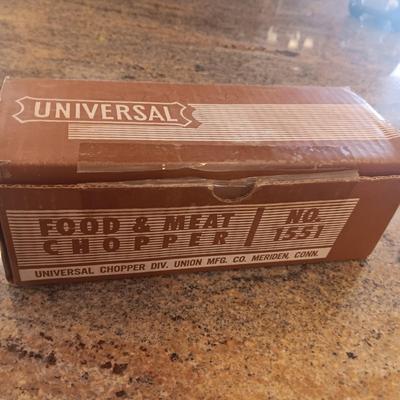 UNIVERSAL
FOOD & MEAT
CHOPPER
NO.
1551
UNIVERSAL CHOPPER DIV. UNION MFG. CO. MERIDEN, CONN.